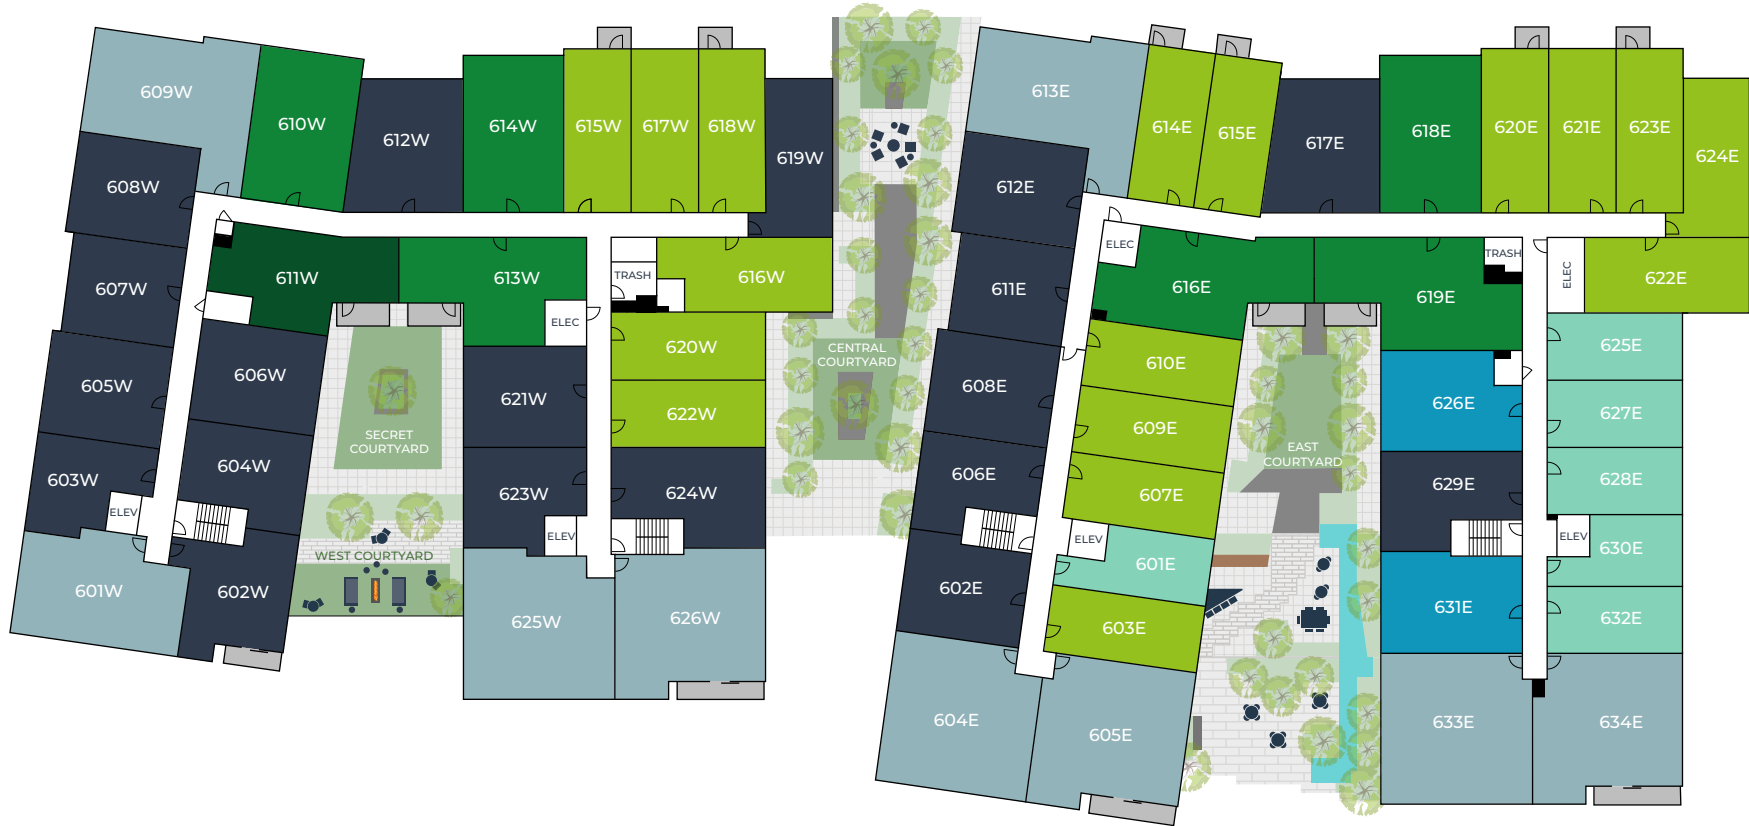 609W
610W
612W
614W
615W
617W
618W
619W
608W
607W
611W
613W
TRASH
616W
605W
606W
ELEC
620W
621W
622W
SECRET
COURTYARD
603W
604W
623W
624W
ELEV
ELEV
WEST COURTYARD
601W
602W
625W
626W
CENTRAL
COURTYARD
613E
614E
615E
617E
618E
620E
621E
623E
624E
612E
ELEC
TRASH
ELEC
611E
616E
619E
622E
610E
625E
608E
626E
627E
609E
EAST
COURTYARD
606E
607E
629E
628E
ELEV
601E
ELEV
630E
602E
603E
631E
632E
604E
605E
633E
634E